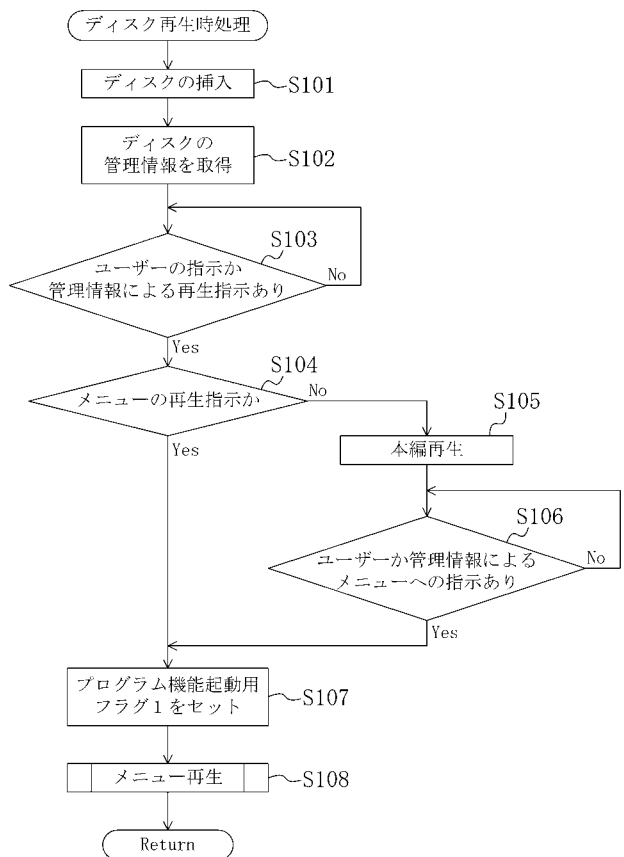 ディスク再生時処理
ディスクの挿入
S101
ディスクの
管理情報を取得
S102
S103
ユーザーの指示か
管理情報による再生指示あり
No
Yes
S104
メニューの再生指示か
No
Yes
S105
本編再生
S106
ユーザーか管理情報による
メニューへの指示あり
No
Yes
プログラム機能起動用
フラグ1をセット
S107
メニュー再生
S108
Return